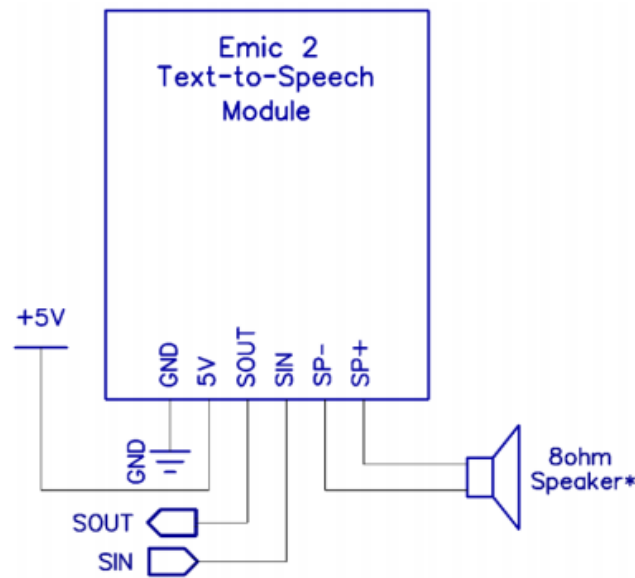 Emic 2
Text-to-Speech
Module
+5V
GND
5V
SOUT
SIN
SP-
SP+
GND
8ohm
Speaker*
SOUT
SIN